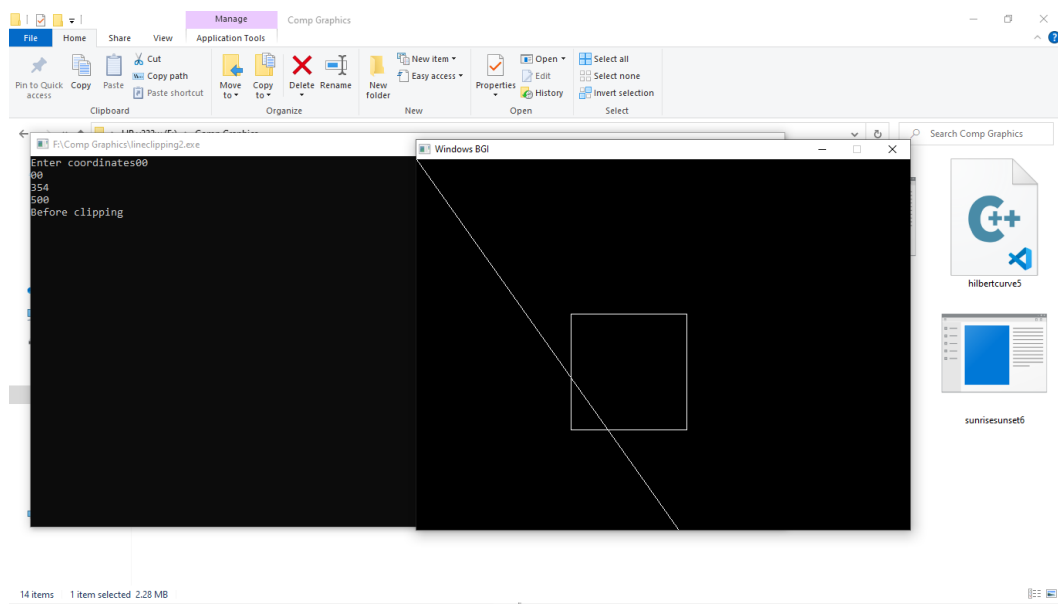 Manage
Comp Graphics
File
Home
Share
View
Application Tools
Pin to Quick access
Copy
Paste
Cut
Copy path
Paste shortcut
Clipboard
Move to
Copy to
Delete
Rename
Organize
New folder
New item
Easy access
New
Properties
Open
Edit
History
Open
Select all
Select none
Invert selection
Select
Search Comp Graphics
F:\Comp Graphics\lineclipping2.exe
Enter coordinates00
00
354
500
Before clipping
Windows BGI
hilbertcurve5
sunrisesunset6
14 items
1 item selected 2.28 MB